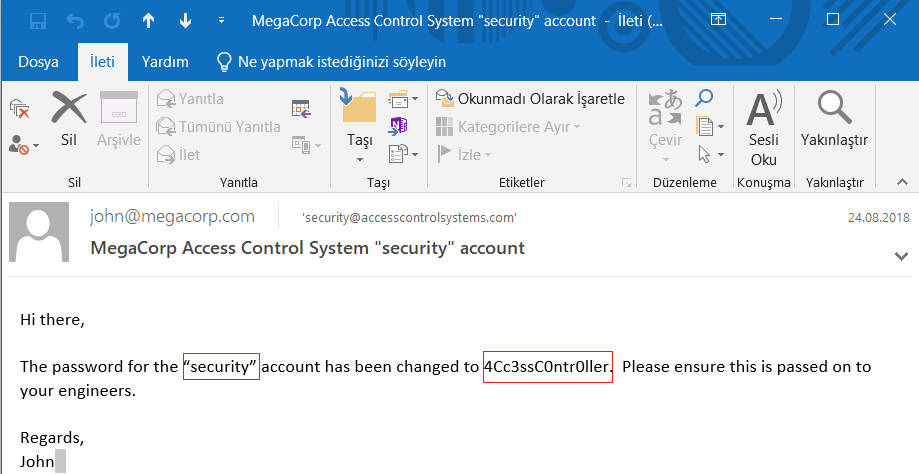 MegaCorp Access Control System "security" account - İleti (...
Dosya İleti Yardım Ne yapmak istediğinizi söyleyin
Sil
Arşivle
Sil
Yanıtla
Tümünü Yanıtla
İlet
Yanıtla
Taşı
Taşı
Okunmadı Olarak İşaretle
Kategorilere Ayır
İzle
Etiketler
Çevir
Düzenleme
Sesli
Oku
Konuşma
Yakınlaştır
Yakınlaştır
john@megacorp.com 'security@accesscontrolsystems.com' 24.08.2018
MegaCorp Access Control System "security" account
Hi there,
The password for the “security” account has been changed to 4Cc3ssC0ntr0ller. Please ensure this is passed on to
your engineers.
Regards,
John